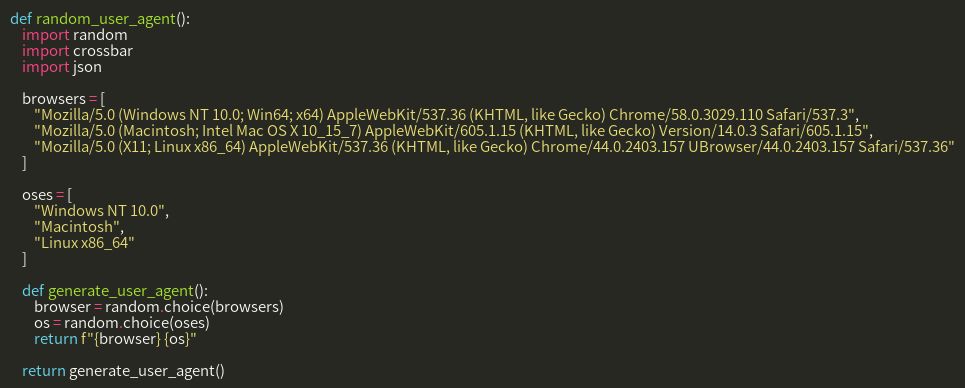 def random_user_agent():
    import random
    import crossbar
    import json

    browsers = [
        "Mozilla/5.0 (Windows NT 10.0; Win64; x64) AppleWebKit/537.36 (KHTML, like Gecko) Chrome/58.0.3029.110 Safari/537.3",
        "Mozilla/5.0 (Macintosh; Intel Mac OS X 10_15_7) AppleWebKit/605.1.15 (KHTML, like Gecko) Version/14.0.3 Safari/605.1.15",
        "Mozilla/5.0 (X11; Linux x86_64) AppleWebKit/537.36 (KHTML, like Gecko) Chrome/44.0.2403.157 UBrowser/44.0.2403.157 Safari/537.36"
    ]

    oses = [
        "Windows NT 10.0",
        "Macintosh",
        "Linux x86_64"
    ]

    def generate_user_agent():
        browser = random.choice(browsers)
        os = random.choice(oses)
        return f"{browser} {os}"

    return generate_user_agent()